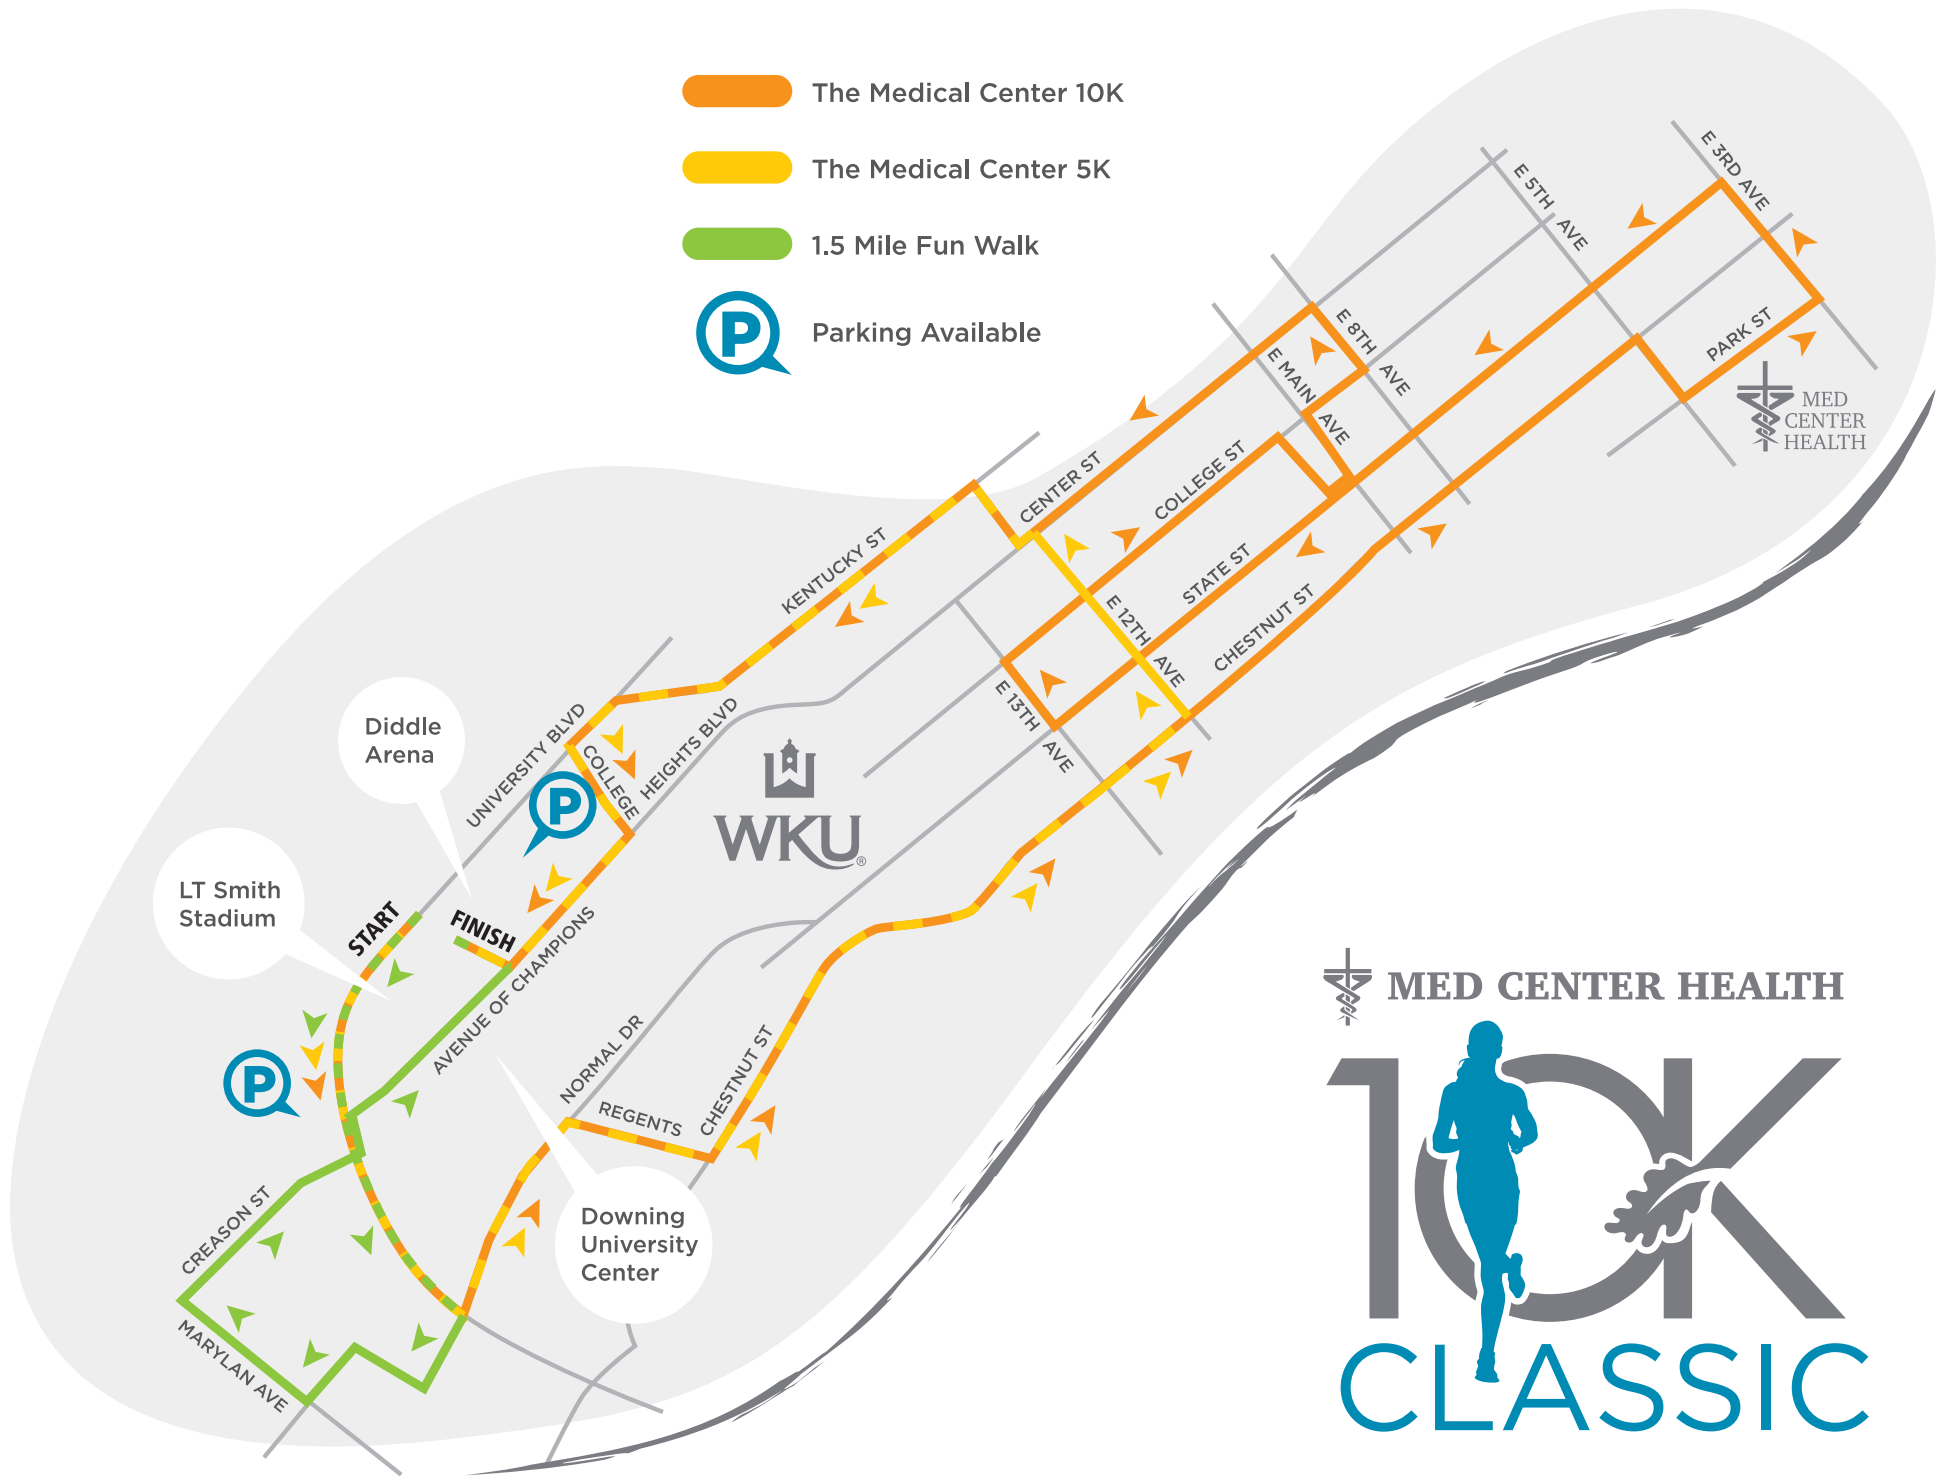 The Medical Center 10K
The Medical Center 5K
1.5 Mile Fun Walk
P
Parking Available
E 3RD AVE
E 5TH AVE
E 8TH AVE
E MAIN AVE
PARK ST
MED
CENTER
HEALTH
CENTER ST
COLLEGE ST
STATE ST
CHESTNUT ST
E 12TH AVE
E 13TH AVE
KENTUCKY ST
UNIVERSITY BLVD
COLLEGE
HEIGHTS BLVD
Diddle
Arena
P
WKU®
LT Smith
Stadium
START
FINISH
AVENUE OF CHAMPIONS
P
NORMAL DR
REGENTS
CHESTNUT ST
CREASON ST
MARYLAN AVE
Downing
University
Center
MED CENTER HEALTH
10K
CLASSIC